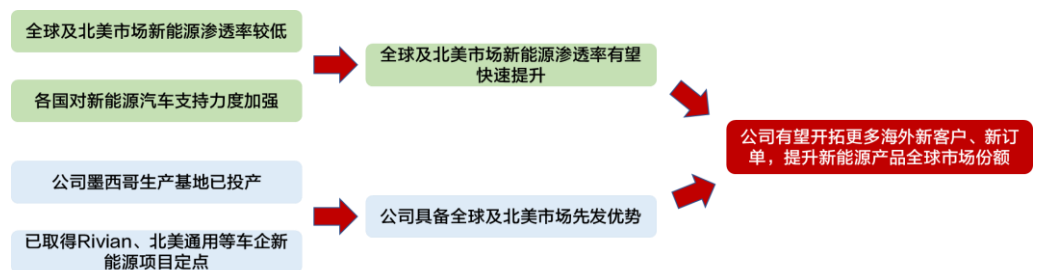 全球及北美市场新能源渗透率较低
各国对新能源汽车支持力度加强
全球及北美市场新能源渗透率有望
快速提升
公司墨西哥生产基地已投产
已取得Rivian、北美通用等车企新
能源项目定点
公司具备全球及北美市场先发优势
公司有望开拓更多海外新客户、新订
单，提升新能源产品全球市场份额